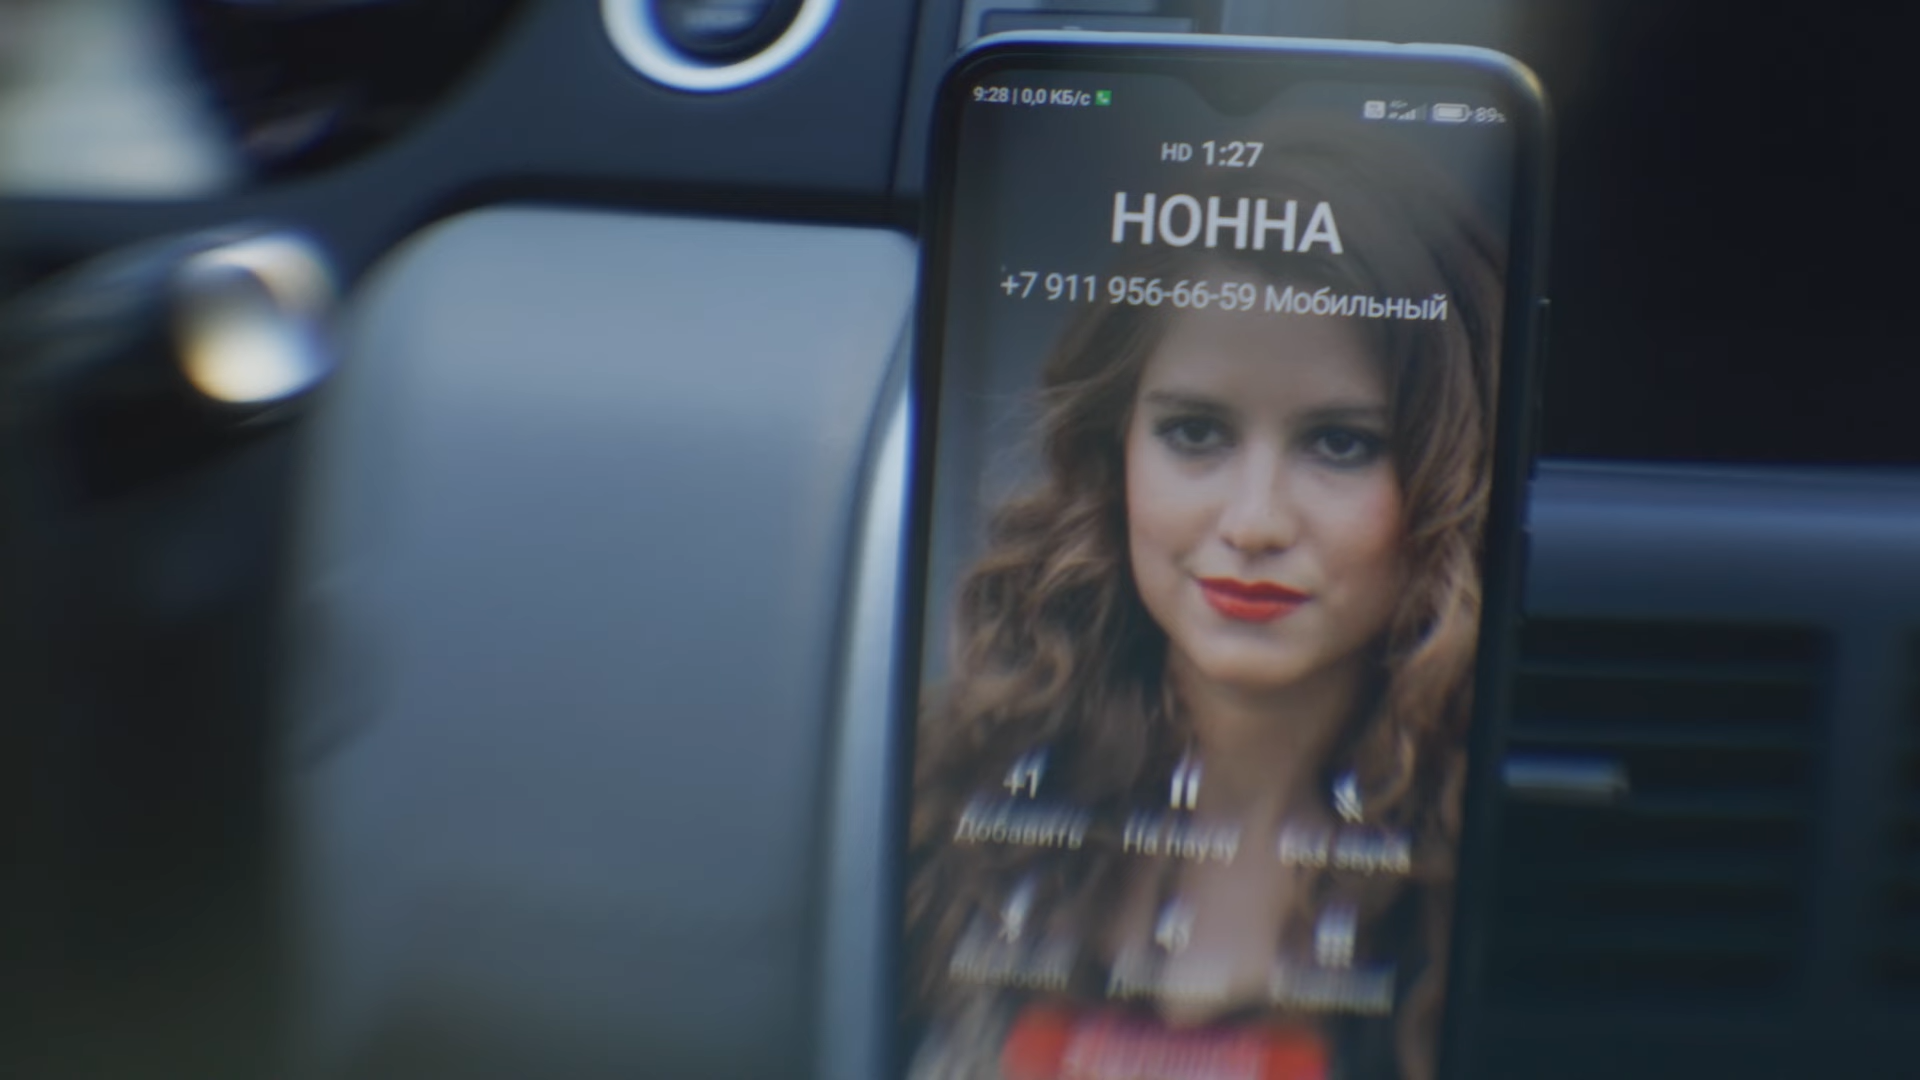 9:28 | 0,0 КБ/с 89%
HD 1:27
НОННА
+7 911 956-66-59 Мобильный
Добавить На паузу Без звука
Bluetooth